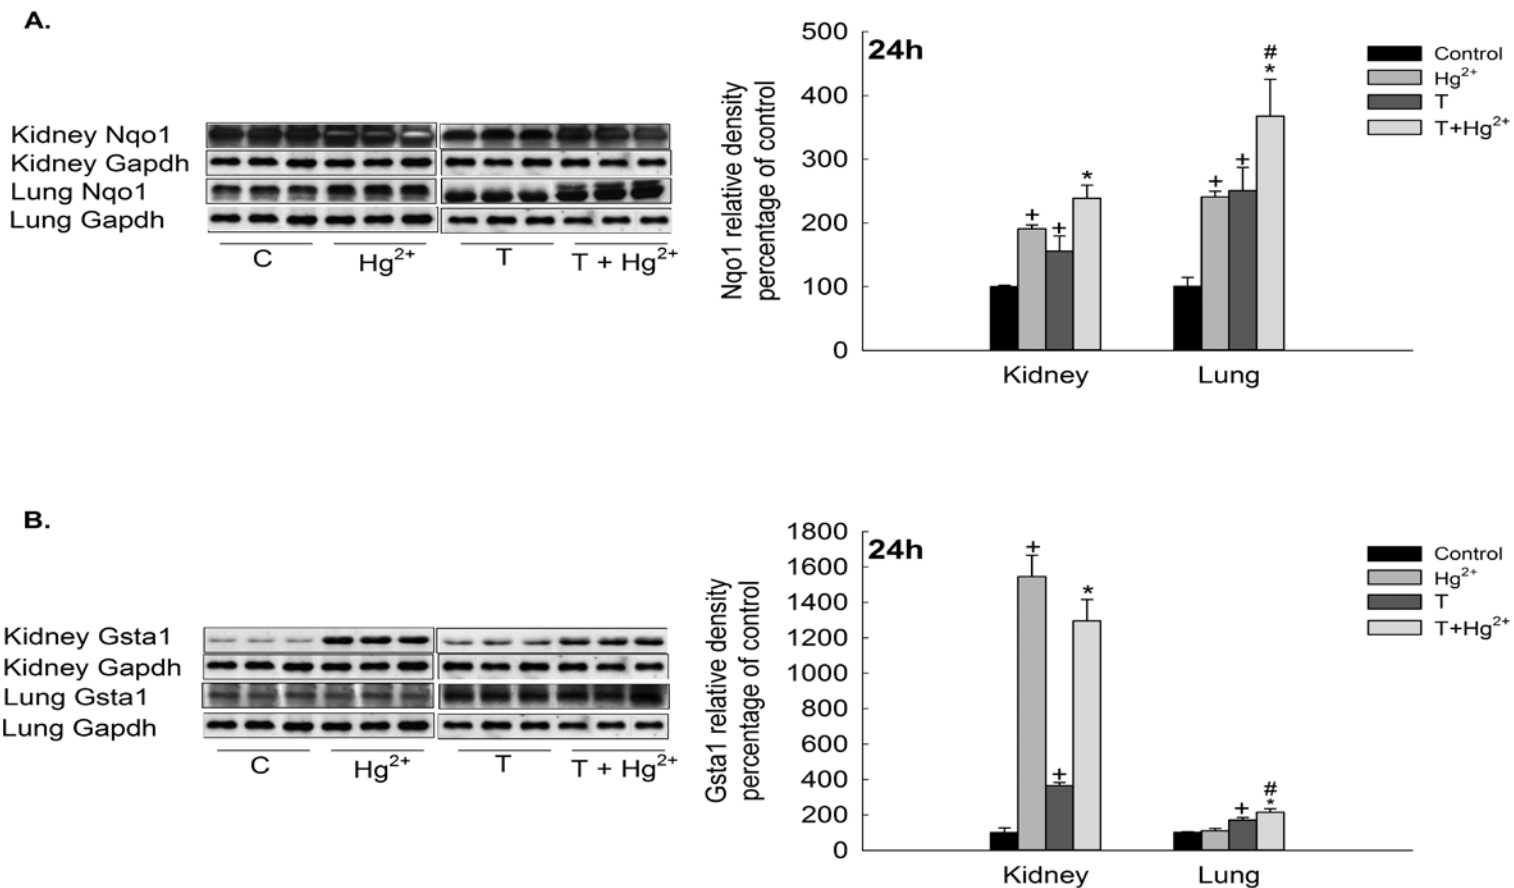 A.
Kidney Nqo1
Kidney Gapdh
Lung Nqo1
Lung Gapdh
C
Hg²⁺
T
T + Hg²⁺
Nqo1 relative density
percentage of control
500
400
300
200
100
0
24h
+
+
*
+
+
#
*
Kidney
Lung
Control
Hg²⁺
T
T+Hg²⁺
B.
Kidney Gsta1
Kidney Gapdh
Lung Gsta1
Lung Gapdh
C
Hg²⁺
T
T + Hg²⁺
Gsta1 relative density
percentage of control
1800
1600
1400
1200
1000
800
600
400
200
0
24h
+
+
*
+
#
*
Kidney
Lung
Control
Hg²⁺
T
T+Hg²⁺